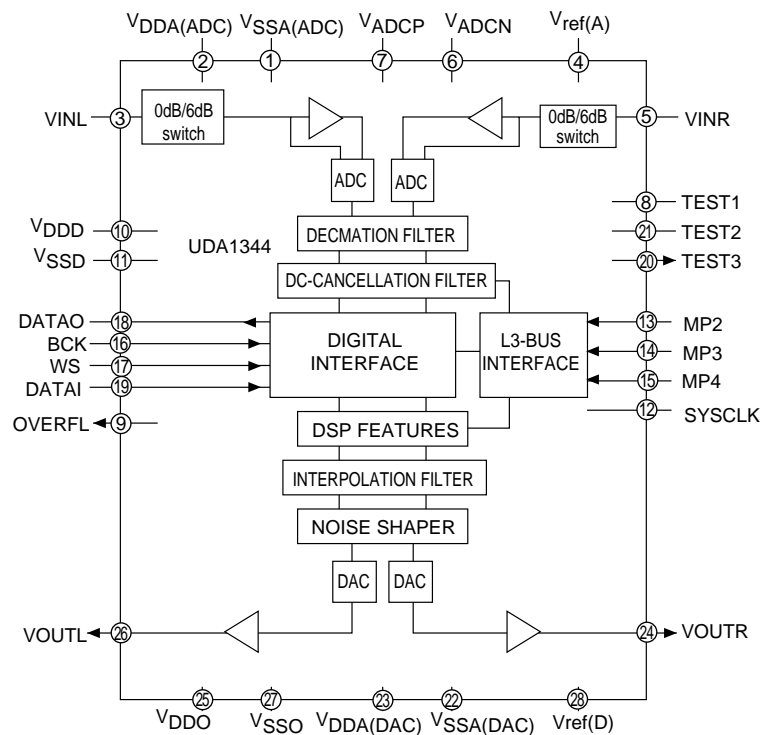 VDDA(ADC) VSSA(ADC) VADCP VADCN Vref(A)
2 1 7 6 4
VINL 3 0dB/6dB switch 0dB/6dB switch 5 VINR
ADC ADC
8 TEST1
VDDD 10 DECMATION FILTER 21 TEST2
UDA1344
VSSD 11 20 TEST3
DC-CANCELLATION FILTER
DATAO 18 13 MP2
BCK 16 DIGITAL INTERFACE L3-BUS INTERFACE 14 MP3
WS 17
DATAI 19 15 MP4
12 SYSCLK
OVERFL 9 DSP FEATURES
INTERPOLATION FILTER
NOISE SHAPER
DAC DAC
VOUTL 26 24 VOUTR
25 27 23 22 28
VDDO VSSO VDDA(DAC) VSSA(DAC) Vref(D)